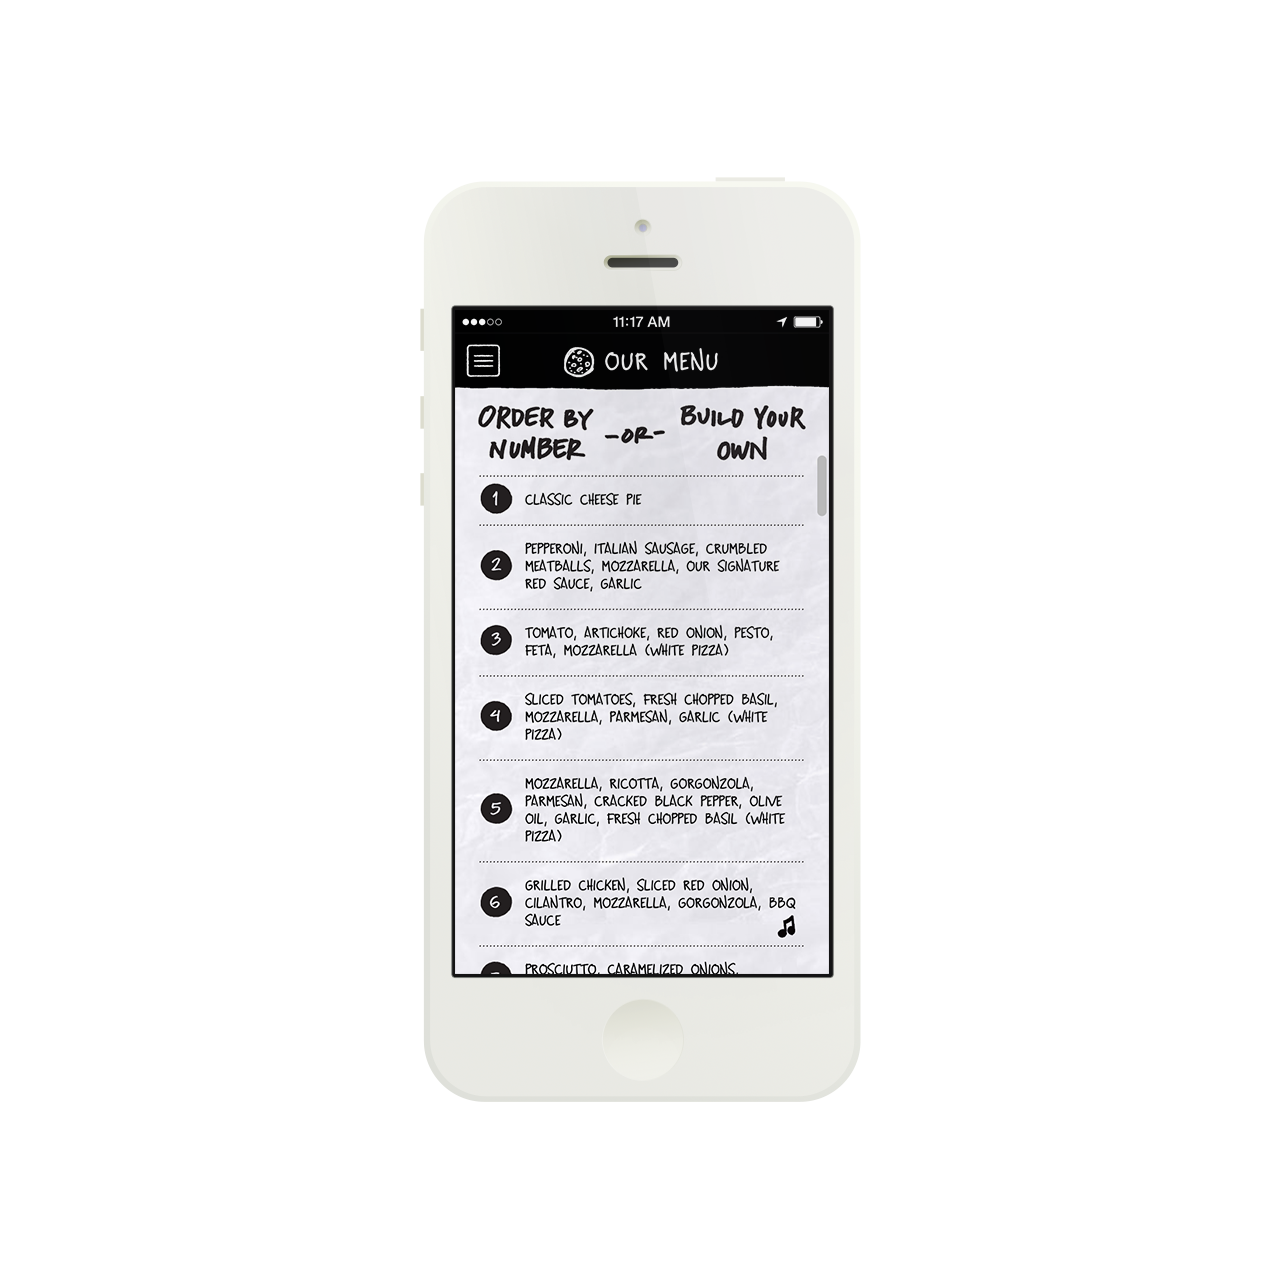 11:17 AM
OUR MENU
ORDER BY NUMBER
-OR-
BUILD YOUR OWN
1 CLASSIC CHEESE PIE
2 PEPPERONI, ITALIAN SAUSAGE, CRUMBLED
MEATBALLS, MOZZARELLA, OUR SIGNATURE
RED SAUCE, GARLIC
3 TOMATO, ARTICHOKE, RED ONION, PESTO,
FETA, MOZZARELLA (WHITE PIZZA)
4 SLICED TOMATOES, FRESH CHOPPED BASIL,
MOZZARELLA, PARMESAN, GARLIC (WHITE
PIZZA)
5 MOZZARELLA, RICOTTA, GORGONZOLA,
PARMESAN, CRACKED BLACK PEPPER, OLIVE
OIL, GARLIC, FRESH CHOPPED BASIL (WHITE
PIZZA)
6 GRILLED CHICKEN, SLICED RED ONION,
CILANTRO, MOZZARELLA, GORGONZOLA, BBQ
SAUCE
PROSCIUTTO, CARAMELIZED ONIONS,